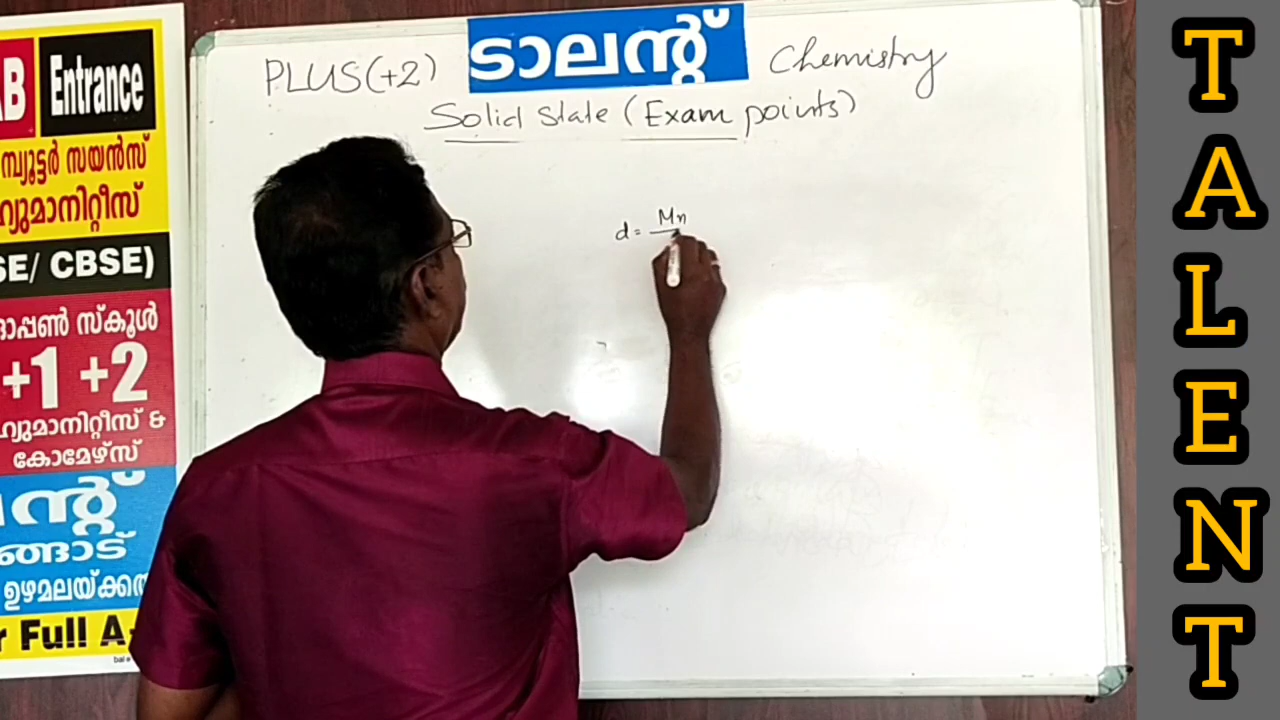 AB Entrance
മ്പ്യൂട്ടർ സയൻസ്
ഹ്യുമാനിറ്റീസ്
SE/ CBSE)
ഓപ്പൺ സ്കൂൾ
+1 +2
ഹ്യുമാനിറ്റീസ് &
കോമേഴ്സ്
ന്റ്
ങ്ങാട്
ഉഴമലയ്ക്കൽ
r Full A+
PLUS(+2) ടാലന്റ് Chemistry
Solid state (Exam points)
d= Mn
TALENT